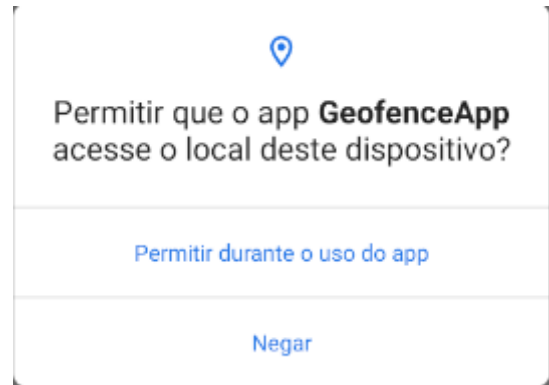 Permitir que o app GeofenceApp
acesse o local deste dispositivo?
Permitir durante o uso do app
Negar